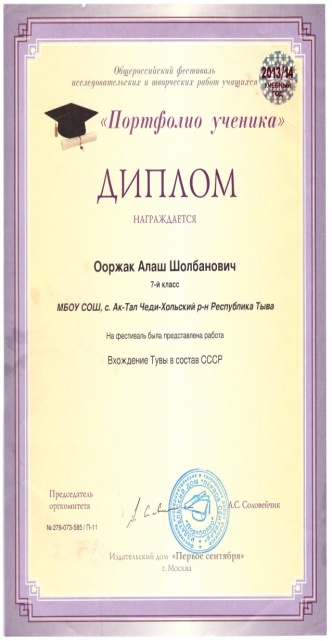 Общероссийский фестиваль
исследовательских и творческих работ учащихся
2013/14
УЧЕБНЫЙ
ГОД
«Портфолио ученика»
ДИПЛОМ
НАГРАЖДАЕТСЯ
Ооржак Алаш Шолбанович
7-й класс
МБОУ СОШ, с. Ак-Тал Чеди-Хольский р-н Республика Тыва
На фестиваль была представлена работа
Вхождение Тувы в состав СССР
Председатель
оргкомитета
А.С. Соловейчик
№ 279-073-585 / П-11
Издательский дом «Первое сентября»
г. Москва